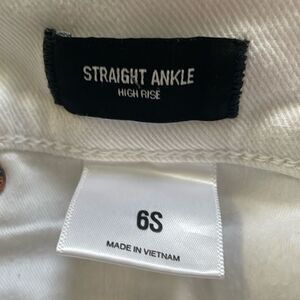 STRAIGHT ANKLE
HIGH RISE
6S
MADE IN VIETNAM